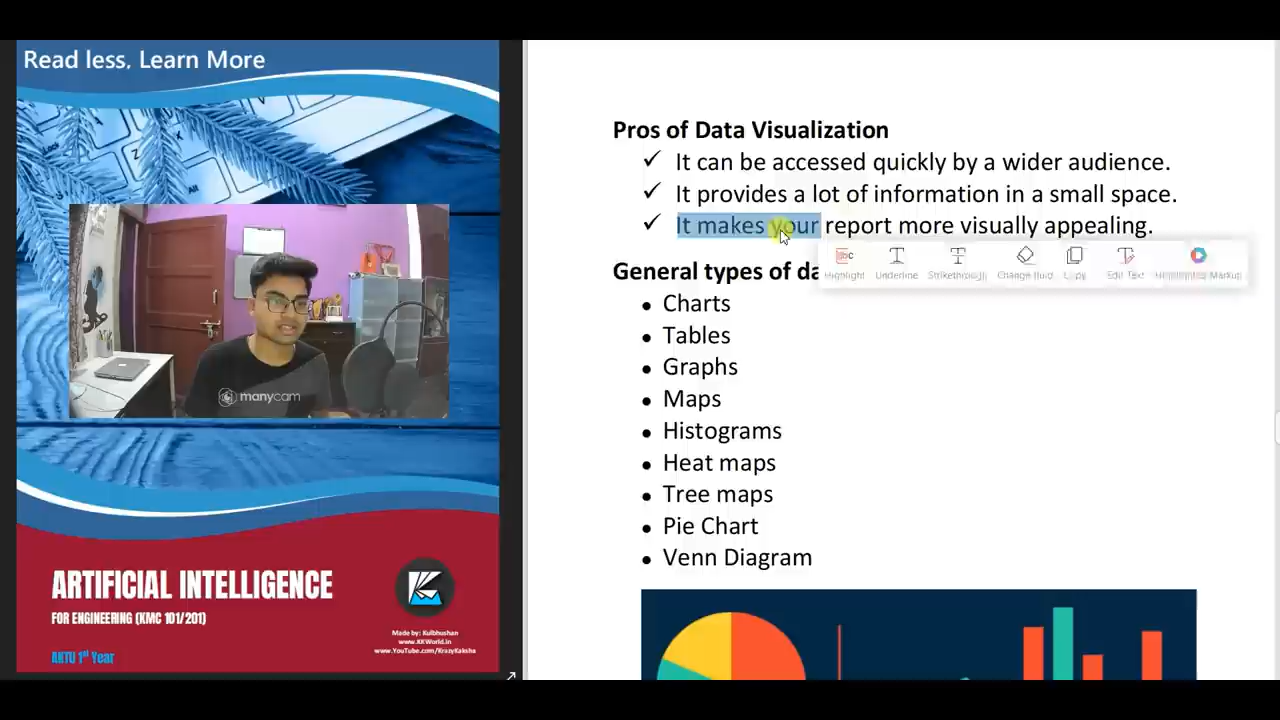 Read less. Learn More
manycam
ARTIFICIAL INTELLIGENCE
FOR ENGINEERING (KMC 101/201)
AKTU 1st Year
Made by: Kulbhushan
www.KKWorld.in
www.YouTube.com/KrazyKaksha
Pros of Data Visualization
✓ It can be accessed quickly by a wider audience.
✓ It provides a lot of information in a small space.
✓ It makes your report more visually appealing.
Highlight Underline Strikethrough Copy Edit Text
General types of da
• Charts
• Tables
• Graphs
• Maps
• Histograms
• Heat maps
• Tree maps
• Pie Chart
• Venn Diagram